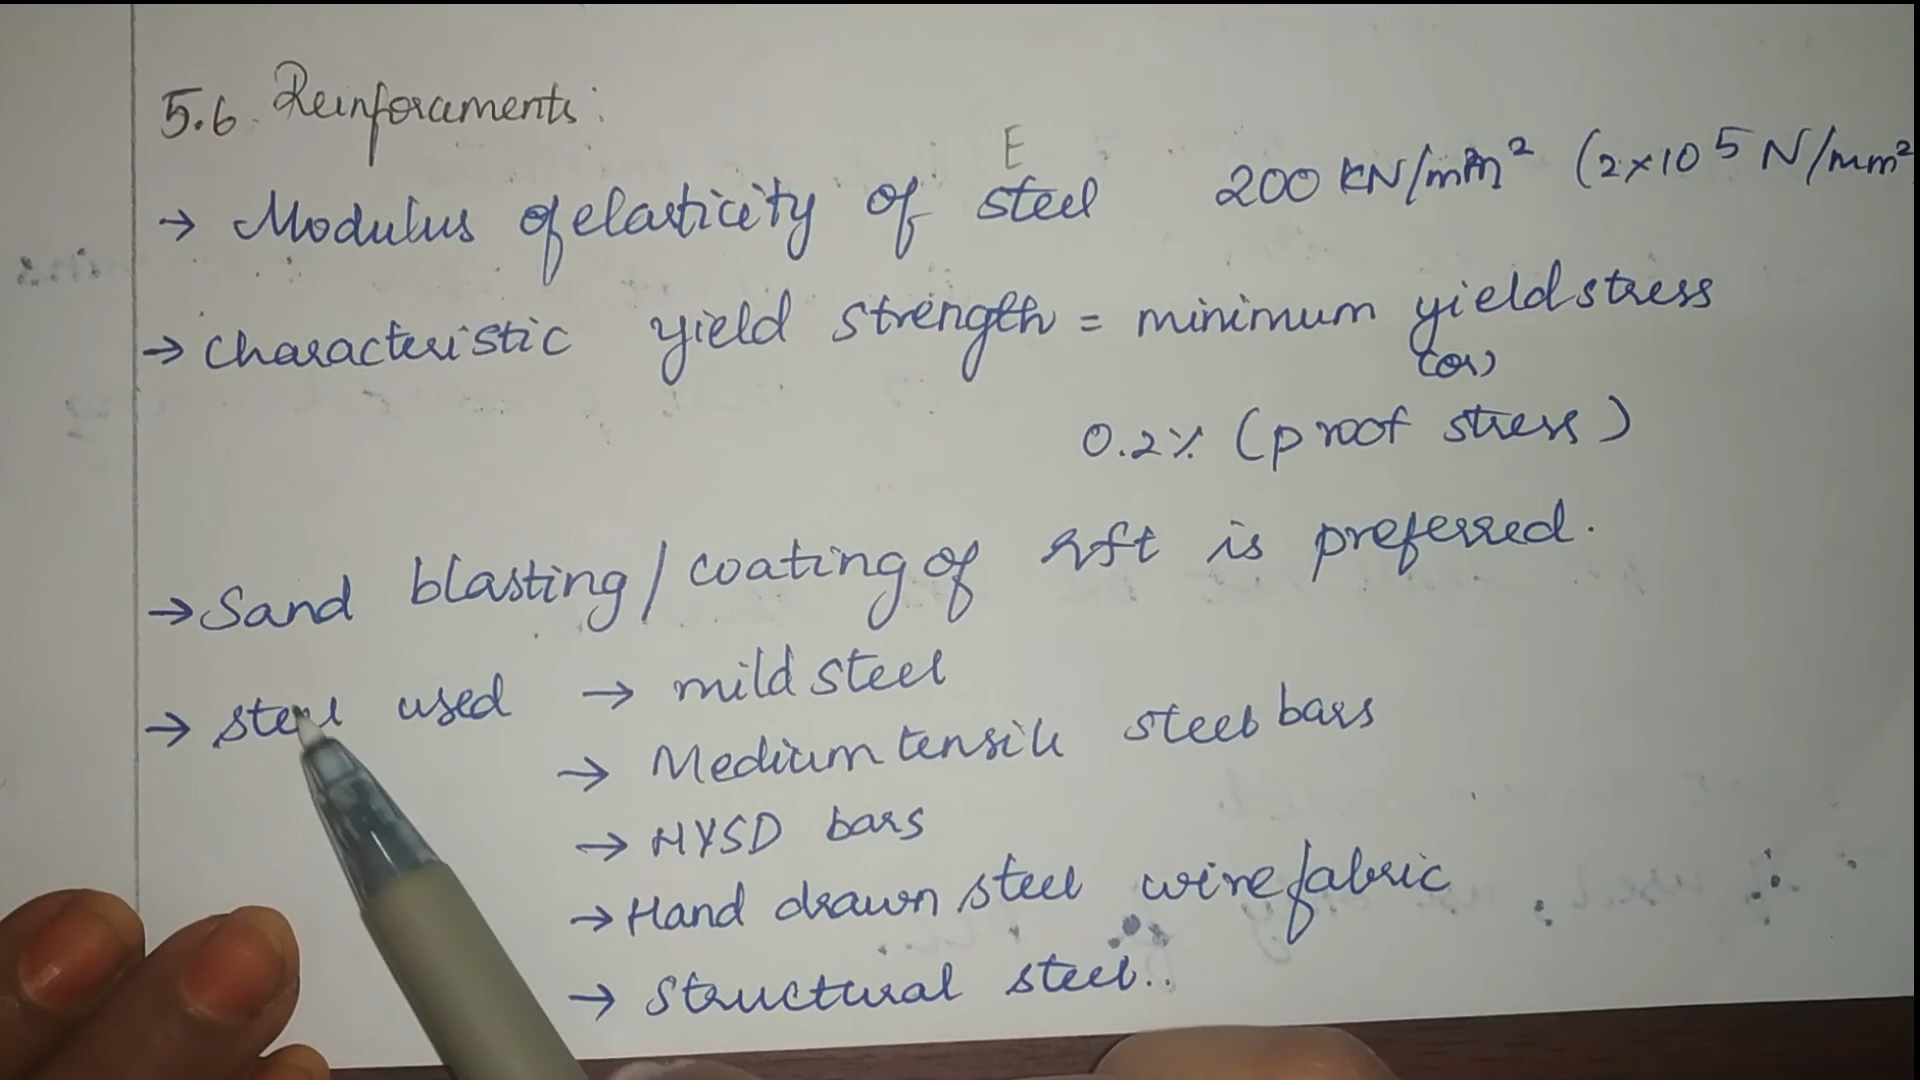 5.6. Reinforcements:
E
→ Modulus of elasticity of steel 200 KN/mm² (2×10⁵ N/mm²
→ Characteristic yield strength = minimum yield stress
(or)
0.2% (proof stress)
→ Sand blasting / coating of rft is preferred.
→ steel used → mild steel
→ Medium tensile steel bars
→ HYSD bars
→ Hand drawn steel wire fabric
→ Structural steel..